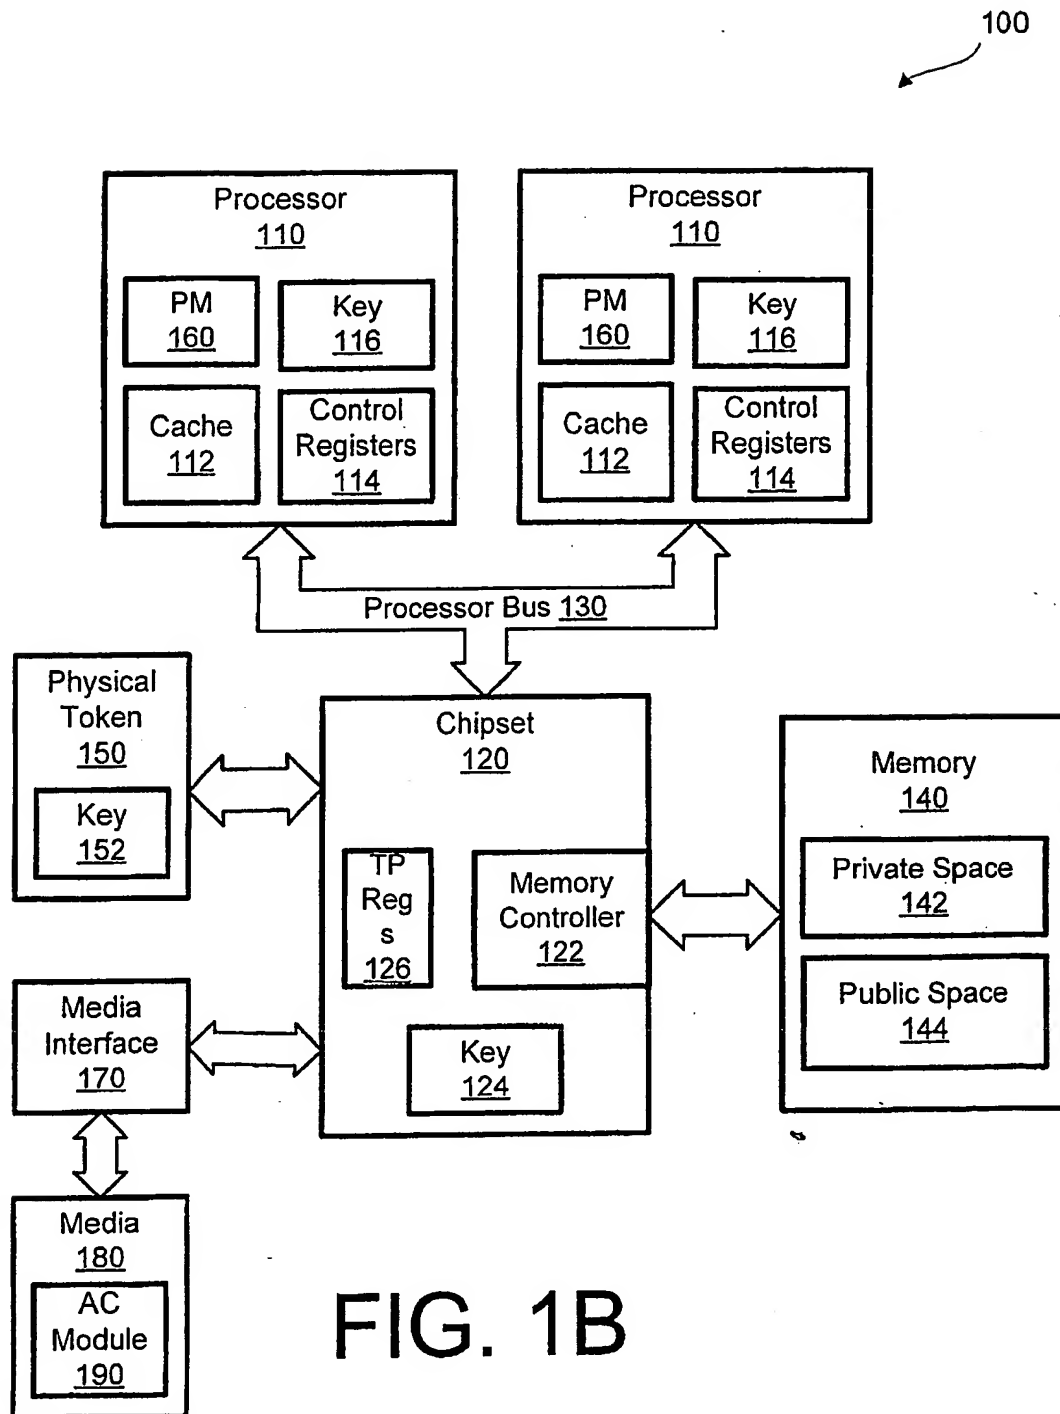 100
Processor
110
PM
160
Key
116
Cache
112
Control
Registers
114
Processor
110
PM
160
Key
116
Cache
112
Control
Registers
114
Processor Bus 130
Physical
Token
150
Key
152
Chipset
120
TP
Reg
s
126
Memory
Controller
122
Key
124
Memory
140
Private Space
142
Public Space
144
Media
Interface
170
Media
180
AC
Module
190
FIG. 1B